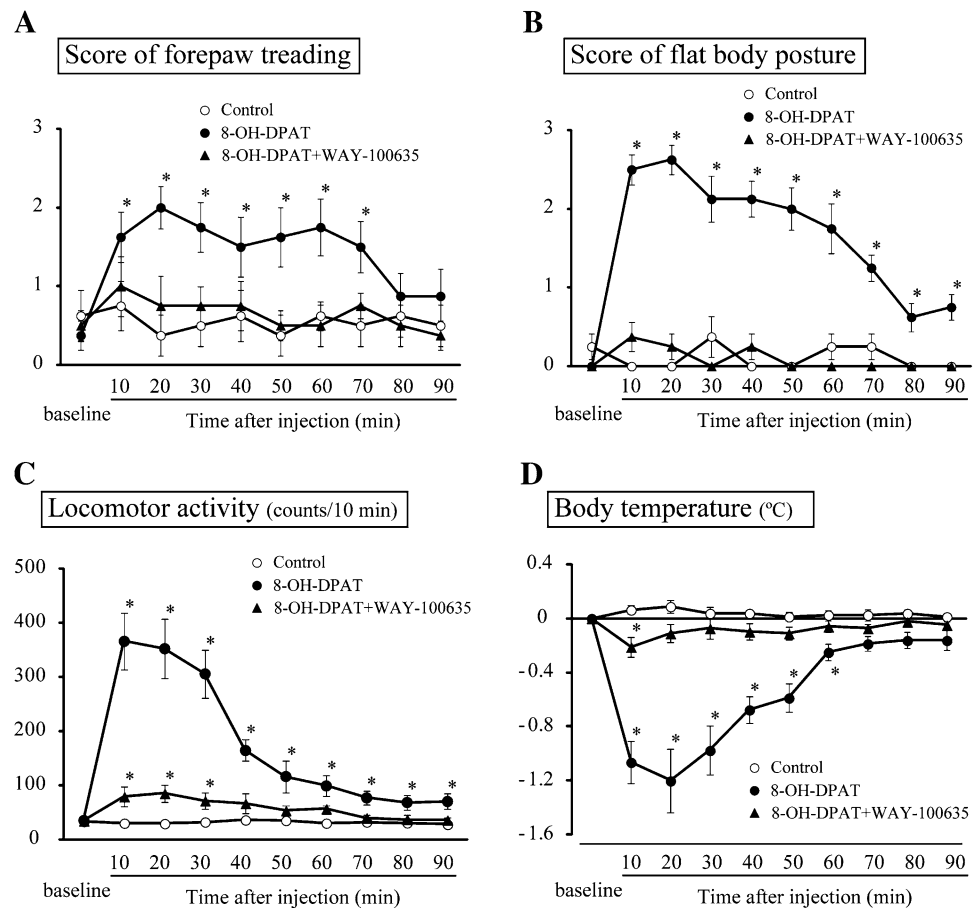 A
Score of forepaw treading
Control
8-OH-DPAT
8-OH-DPAT+WAY-100635
3
2
1
0
* * * * * * *
10 20 30 40 50 60 70 80 90
baseline
Time after injection (min)
B
Score of flat body posture
Control
8-OH-DPAT
8-OH-DPAT+WAY-100635
3
2
1
0
* * * * * * * * *
10 20 30 40 50 60 70 80 90
baseline
Time after injection (min)
C
Locomotor activity (counts/10 min)
Control
8-OH-DPAT
8-OH-DPAT+WAY-100635
500
400
300
200
100
0
* * * * * * * * *
* * *
10 20 30 40 50 60 70 80 90
baseline
Time after injection (min)
D
Body temperature (ºC)
0.4
0
-0.4
-0.8
-1.2
-1.6
*
* * * * * *
Control
8-OH-DPAT
8-OH-DPAT+WAY-100635
10 20 30 40 50 60 70 80 90
baseline
Time after injection (min)